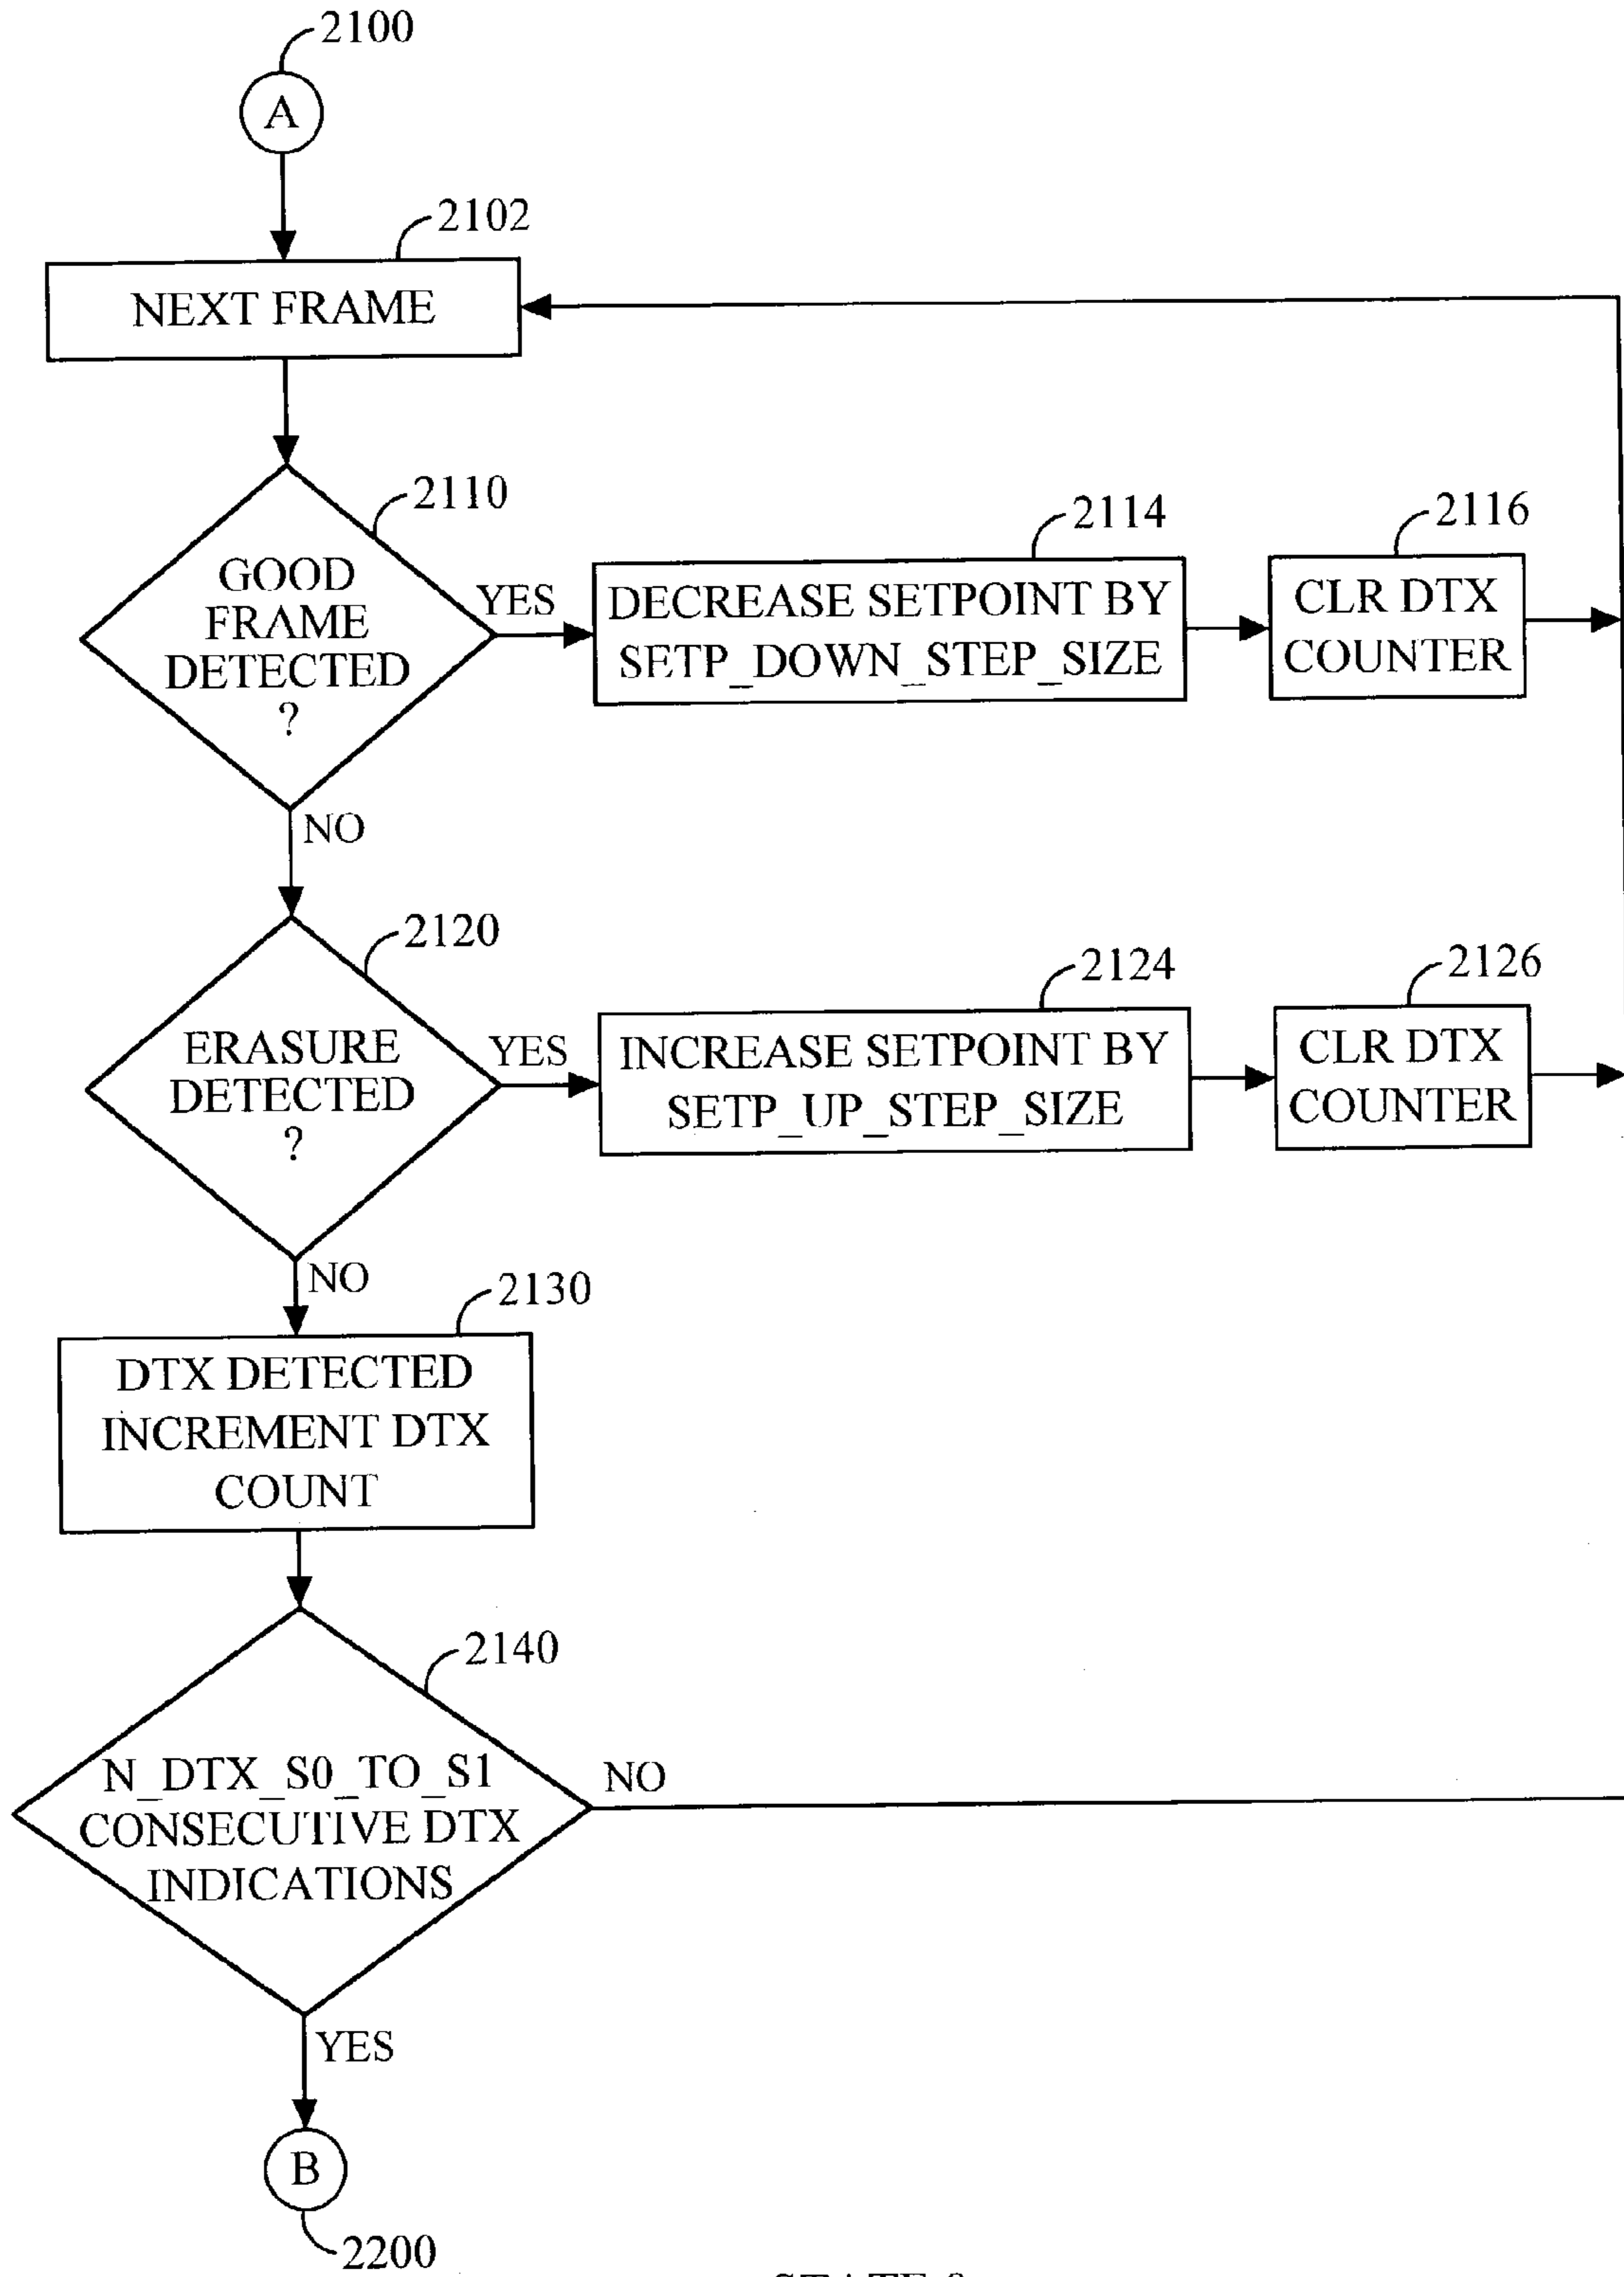 2100
A
2102
NEXT FRAME
2110
GOOD
FRAME
DETECTED
?
YES
2114
DECREASE SETPOINT BY
SETP_DOWN_STEP_SIZE
2116
CLR DTX
COUNTER
NO
2120
ERASURE
DETECTED
?
YES
2124
INCREASE SETPOINT BY
SETP_UP_STEP_SIZE
2126
CLR DTX
COUNTER
NO
2130
DTX DETECTED
INCREMENT DTX
COUNT
2140
N_DTX_S0_TO_S1
CONSECUTIVE DTX
INDICATIONS
NO
YES
B
2200